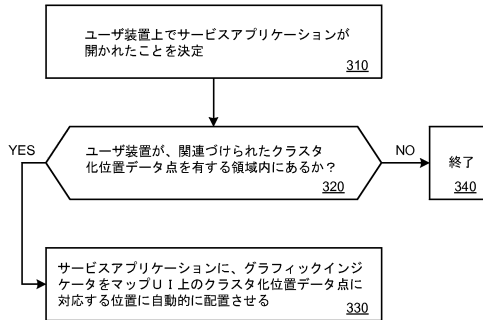 ユーザ装置上でサービスアプリケーションが
開かれたことを決定
310
ユーザ装置が、関連づけられたクラスタ
化位置データ点を有する領域内にあるか？
320
YES
NO
終了
340
サービスアプリケーションに、グラフィックインジ
ケータをマップＵＩ上のクラスタ化位置データ点に
対応する位置に自動的に配置させる
330